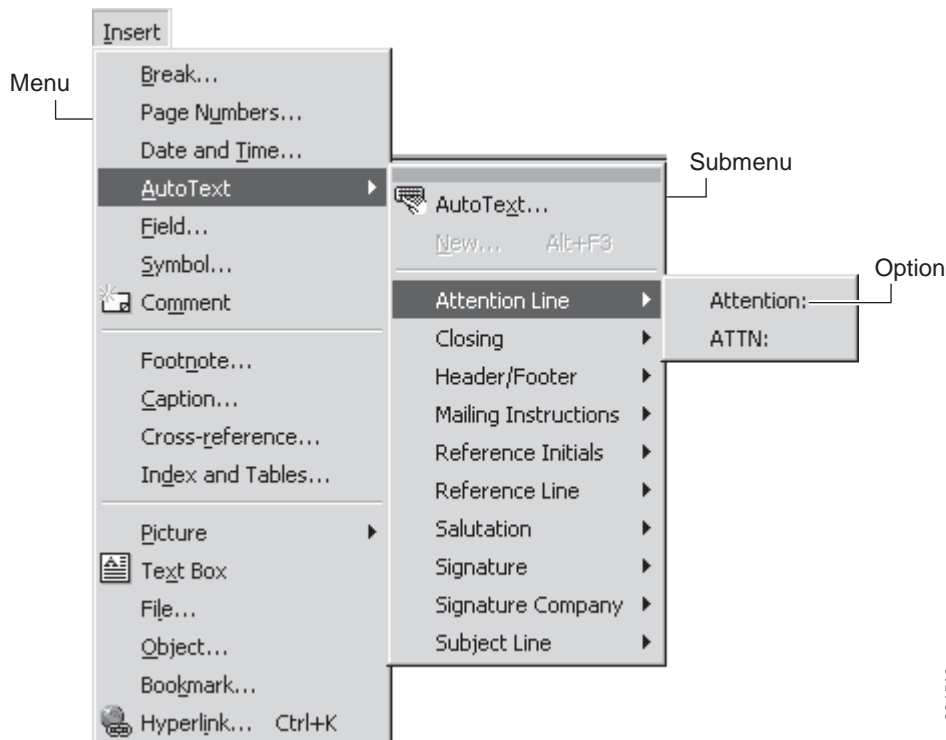 Insert
Menu
Break...
Page Numbers...
Date and Time...
AutoText
Field...
Symbol...
Comment
Footnote...
Caption...
Cross-reference...
Index and Tables...
Picture
Text Box
File...
Object...
Bookmark...
Hyperlink... Ctrl+K
Submenu
AutoText...
New... Alt+F3
Attention Line
Closing
Header/Footer
Mailing Instructions
Reference Initials
Reference Line
Salutation
Signature
Signature Company
Subject Line
Option
Attention:
ATTN: